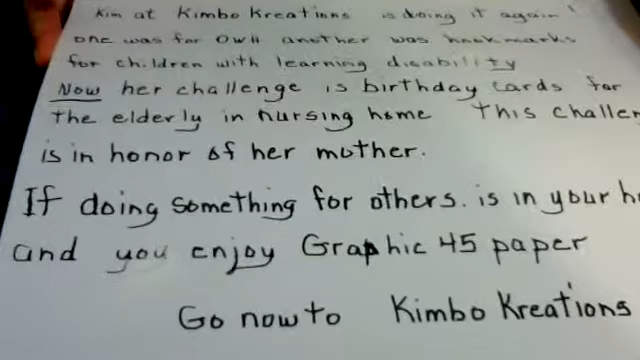 Kim at Kimbo Kreations is doing it again!
one was for OWH another was bookmarks
for children with learning disability
Now her challenge is birthday cards for
the elderly in nursing home This challen
is in honor of her mother.
If doing something for others. is in your h
and you enjoy Graphic 45 paper
Go now to Kimbo Kreations